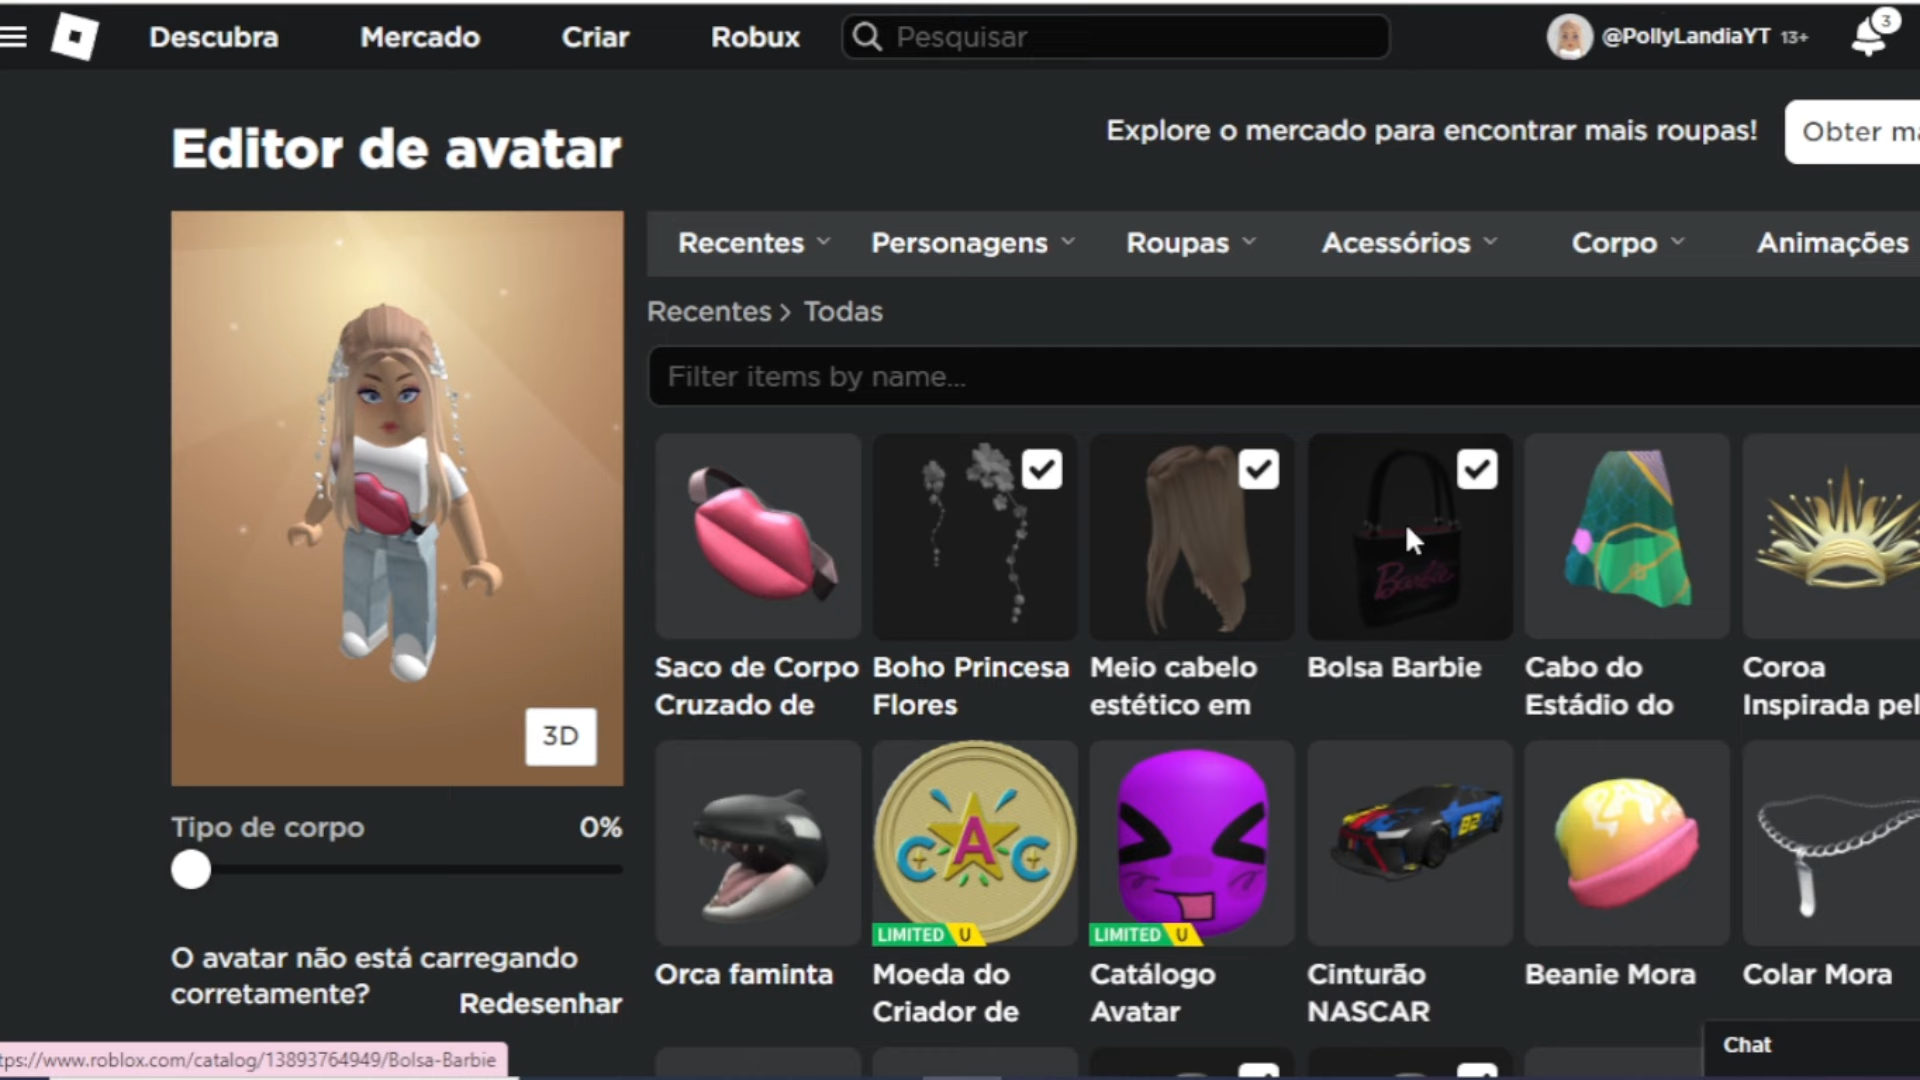 Descubra Mercado Criar Robux Pesquisar @PollyLandiaYT 13+ 3
Explore o mercado para encontrar mais roupas! Obter ma
Editor de avatar
Recentes Personagens Roupas Acessórios Corpo Animações
Recentes > Todas
Filter items by name...
Barbie
Saco de Corpo
Cruzado de
Boho Princesa
Flores
Meio cabelo
estético em
Bolsa Barbie
Cabo do
Estádio do
Coroa
Inspirada pel
3D
Tipo de corpo 0%
O avatar não está carregando
corretamente? Redesenhar
CAC
LIMITED U
LIMITED U
82
Orca faminta
Moeda do
Criador de
Catálogo
Avatar
Cinturão
NASCAR
Beanie Mora
Colar Mora
Chat
tps://www.roblox.com/catalog/13893764949/Bolsa-Barbie